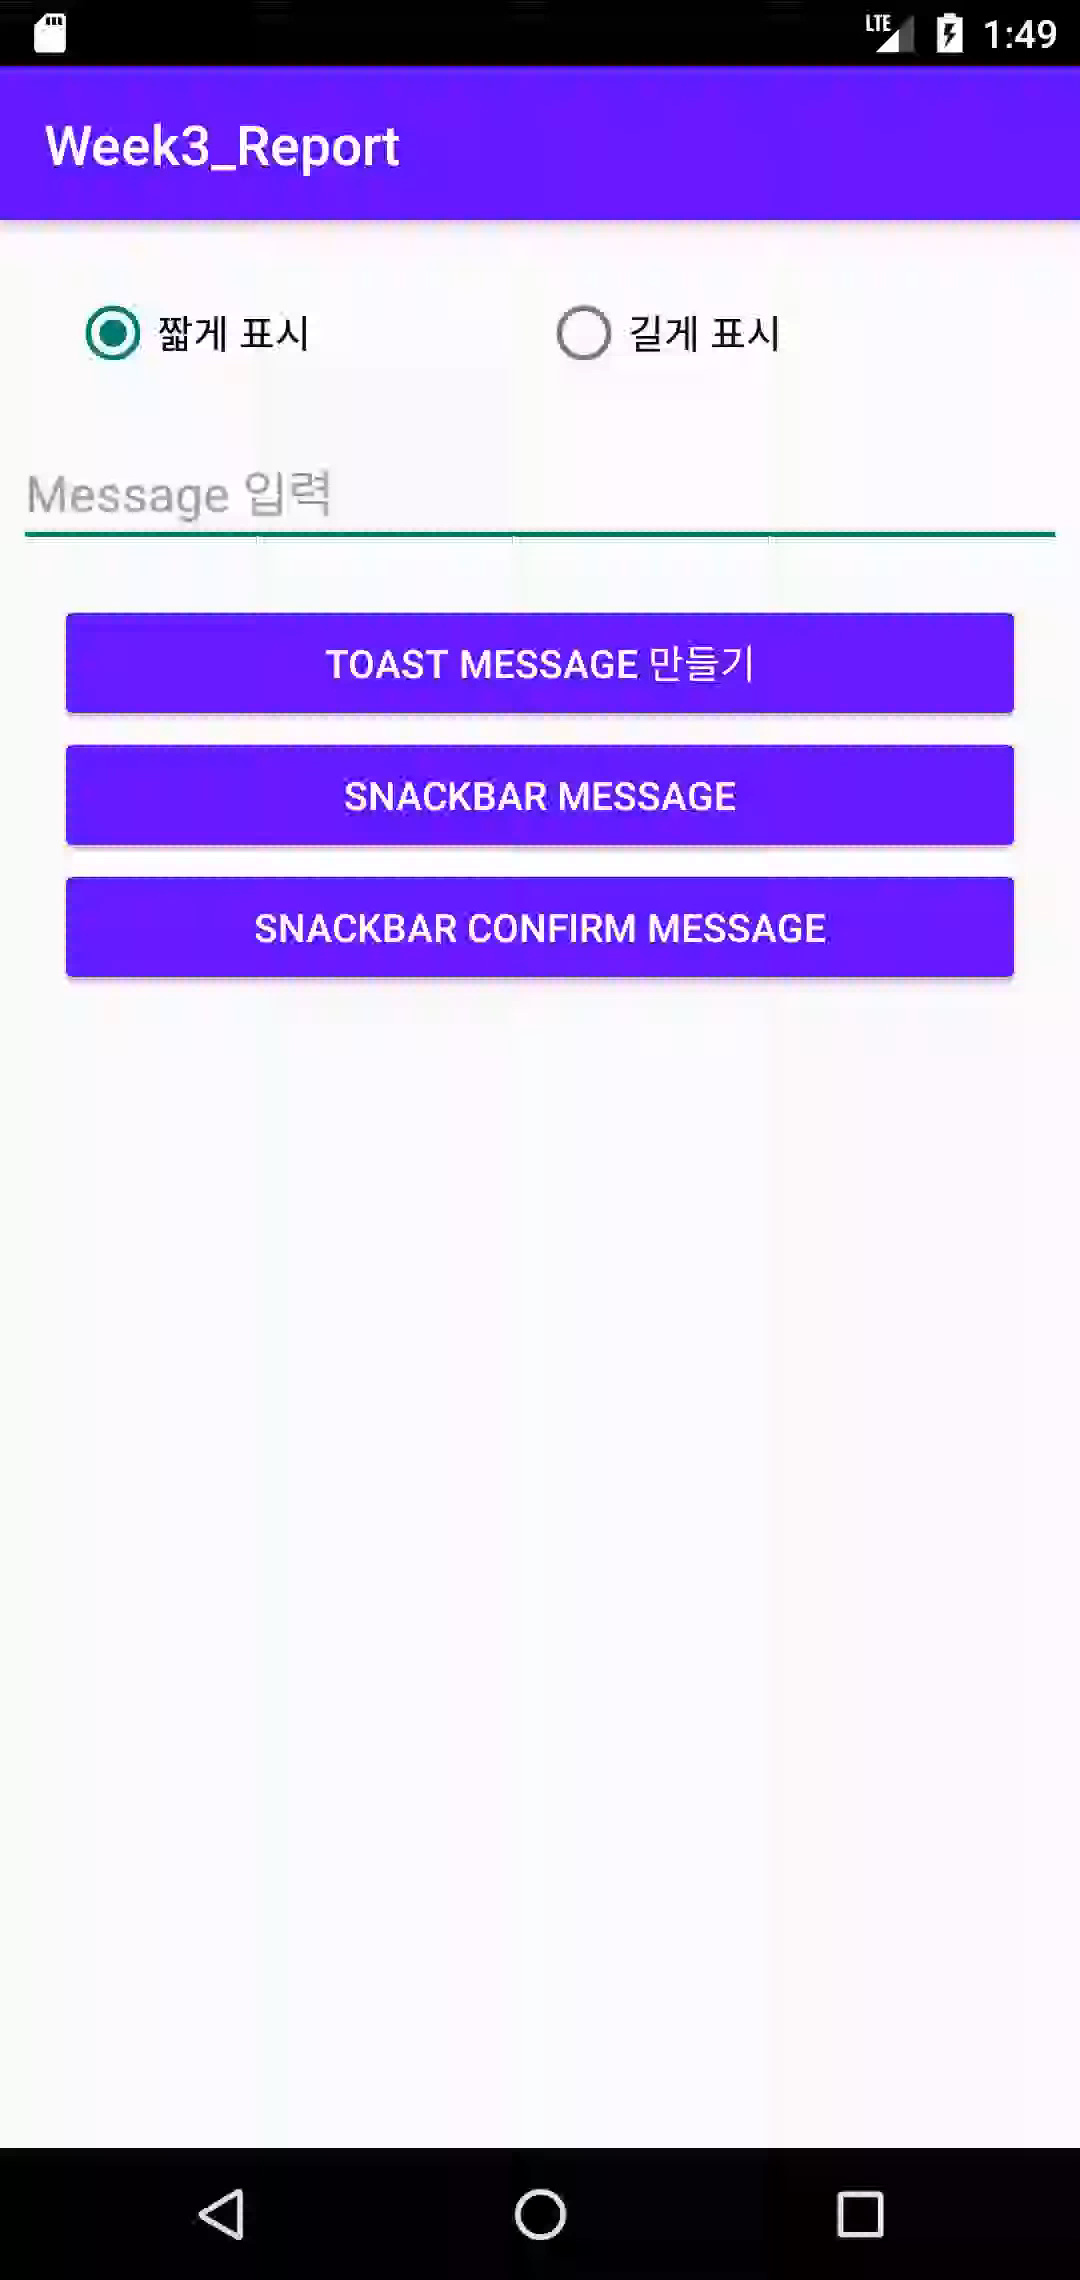 LTE 1:49
Week3_Report
짧게 표시 길게 표시
Message 입력
TOAST MESSAGE 만들기
SNACKBAR MESSAGE
SNACKBAR CONFIRM MESSAGE